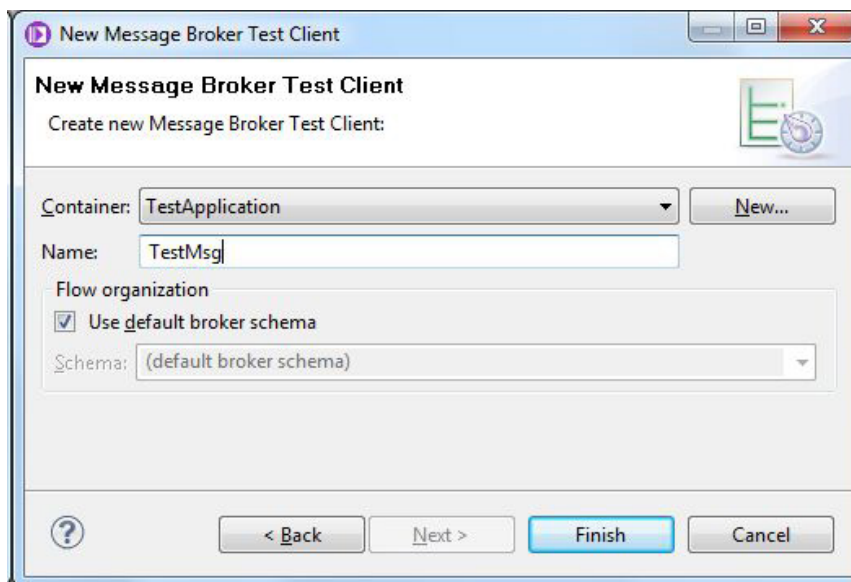 New Message Broker Test Client
New Message Broker Test Client
Create new Message Broker Test Client:
Container: TestApplication New...
Name: TestMsg
Flow organization
Use default broker schema
Schema: (default broker schema)
? < Back Next > Finish Cancel